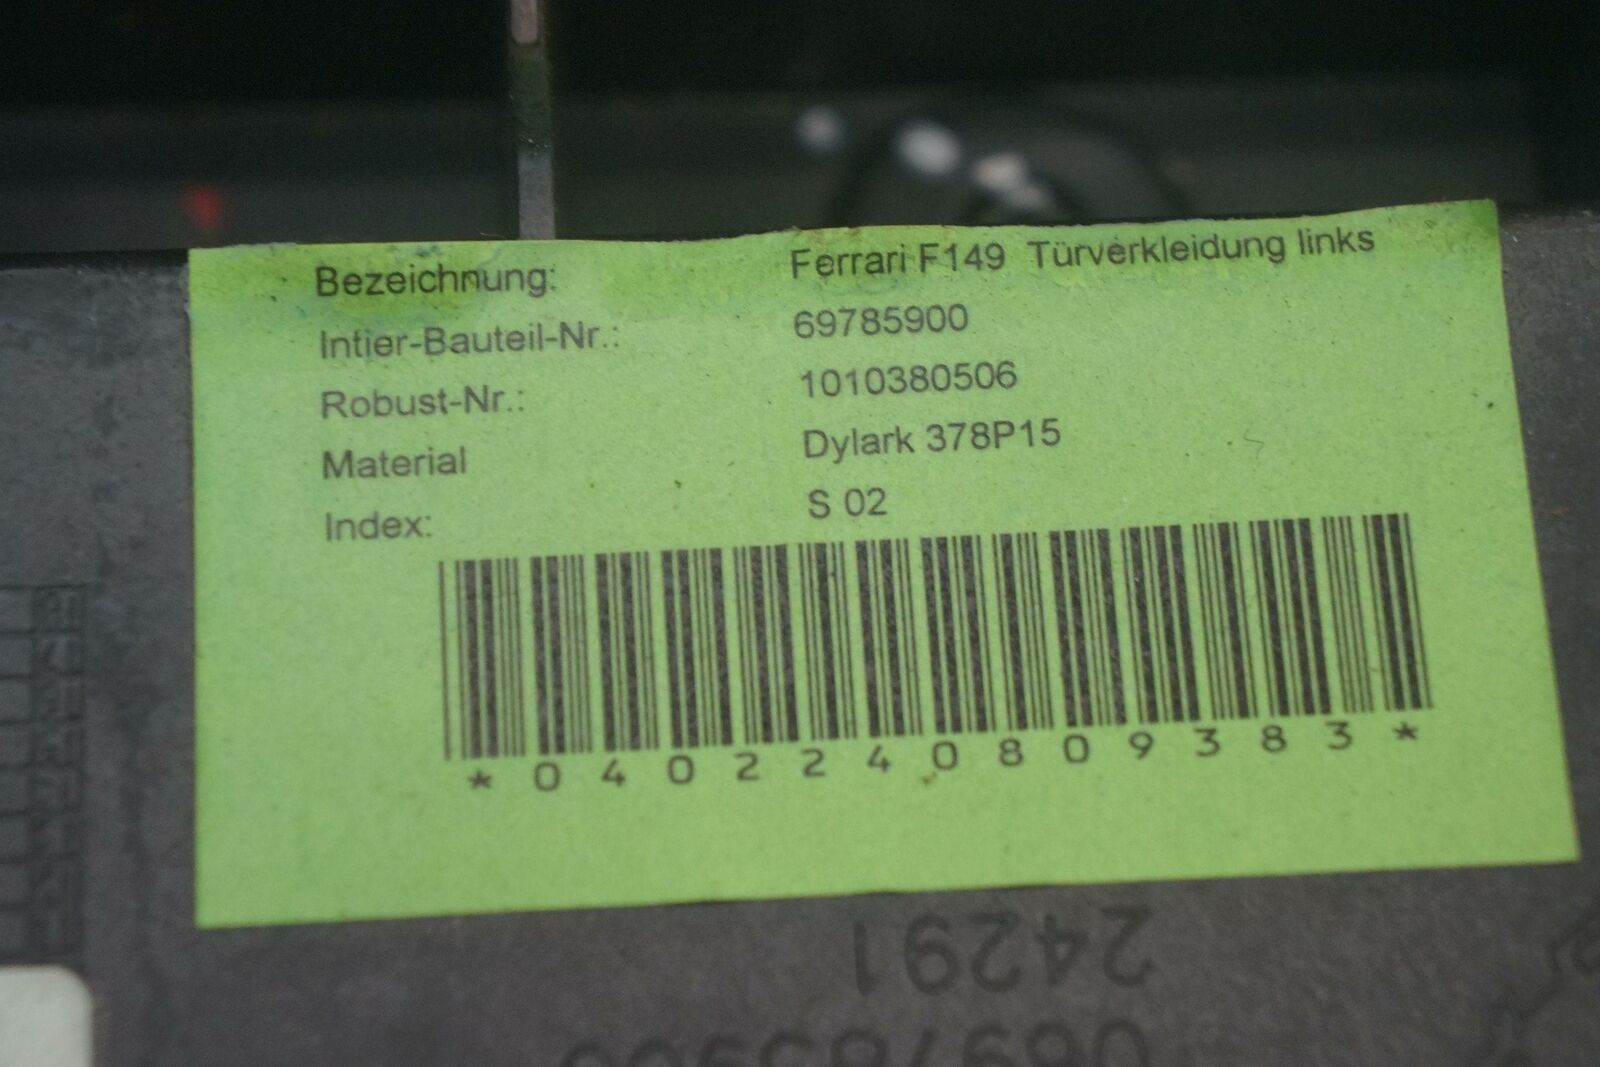 Bezeichnung: Ferrari F149 Türverkleidung links
Intier-Bauteil-Nr.: 69785900
Robust-Nr.: 1010380506
Material Dylark 378P15
Index: S 02
*0402240809383*
24291